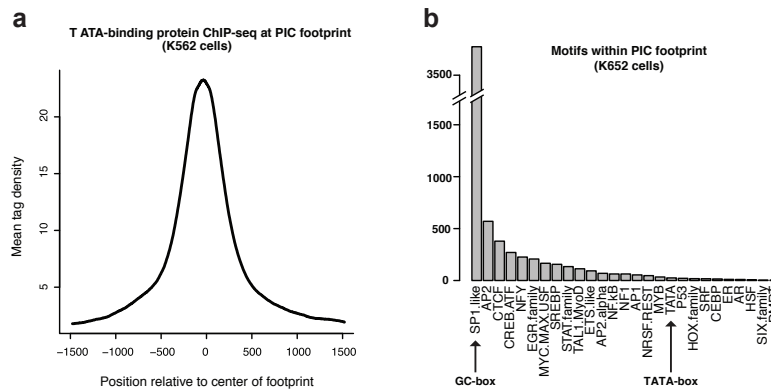 a
T ATA-binding protein ChIP-seq at PIC footprint
(K562 cells)
Mean tag density
20
15
10
5
−1500
−1000
−500
0
500
1000
1500
Position relative to center of footprint
b
Motifs within PIC footprint
(K652 cells)
3500
1500
1000
500
0
SP1.like
AP2
CTCF
CREB.ATF
NFY
EGR.family
MYC.MAX.USF
SREBP
STAT.family
TAL1.MyoD
ETS.like
AP2.alpha
NF.kB
NF1
AP1
NRSF.REST
MYB
TATA
P53
HOX.family
SRF
CEBP
ER
AR
HSF
SIX.family
GC-box
TATA-box